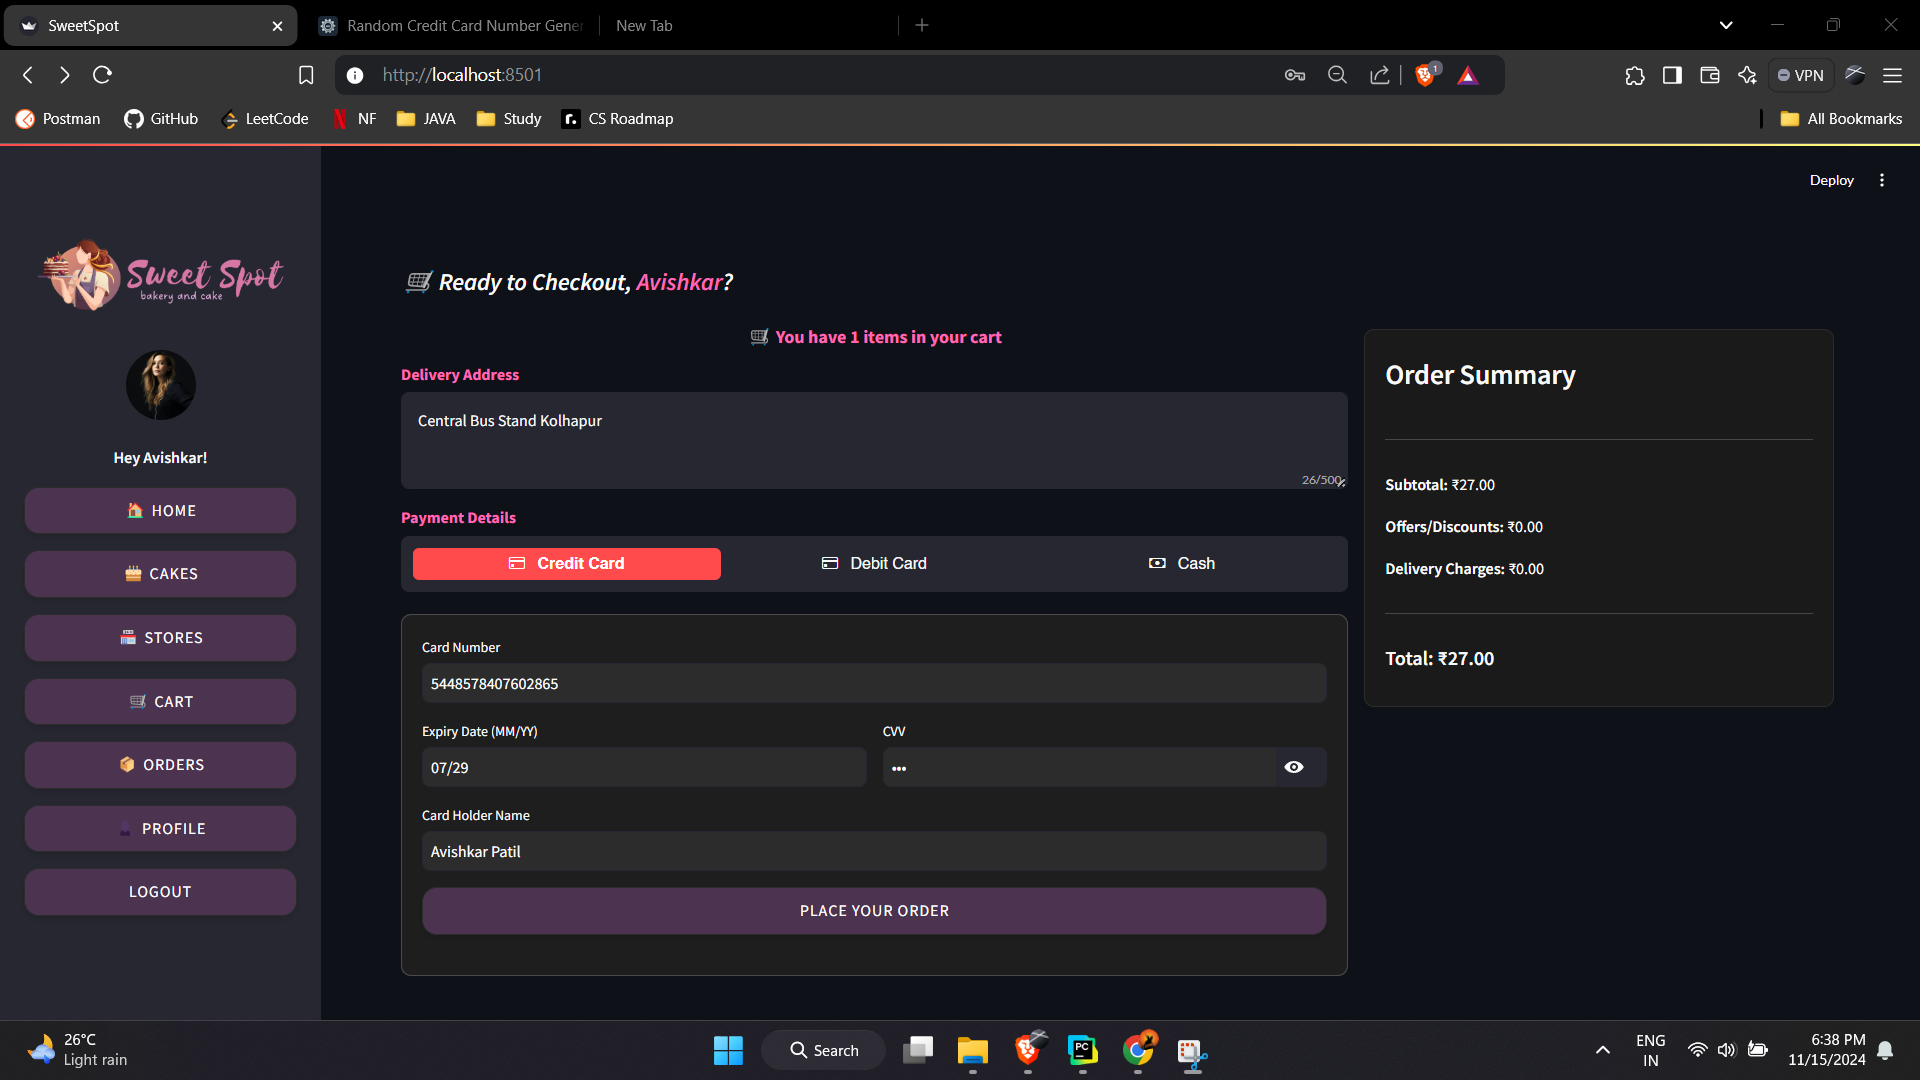 SweetSpot
Random Credit Card Number Gener
New Tab
http://localhost:8501
1
VPN
Postman
GitHub
LeetCode
NF
JAVA
Study
CS Roadmap
All Bookmarks
Deploy
Sweet Spot
bakery and cake
Hey Avishkar!
HOME
CAKES
STORES
CART
ORDERS
PROFILE
LOGOUT
Ready to Checkout, Avishkar?
You have 1 items in your cart
Delivery Address
Central Bus Stand Kolhapur
26/500
Payment Details
Credit Card
Debit Card
Cash
Card Number
5448578407602865
Expiry Date (MM/YY)
CVV
07/29
•••
Card Holder Name
Avishkar Patil
PLACE YOUR ORDER
Order Summary
Subtotal: ₹27.00
Offers/Discounts: ₹0.00
Delivery Charges: ₹0.00
Total: ₹27.00
26°C
Light rain
Search
PC
ENG
IN
6:38 PM
11/15/2024